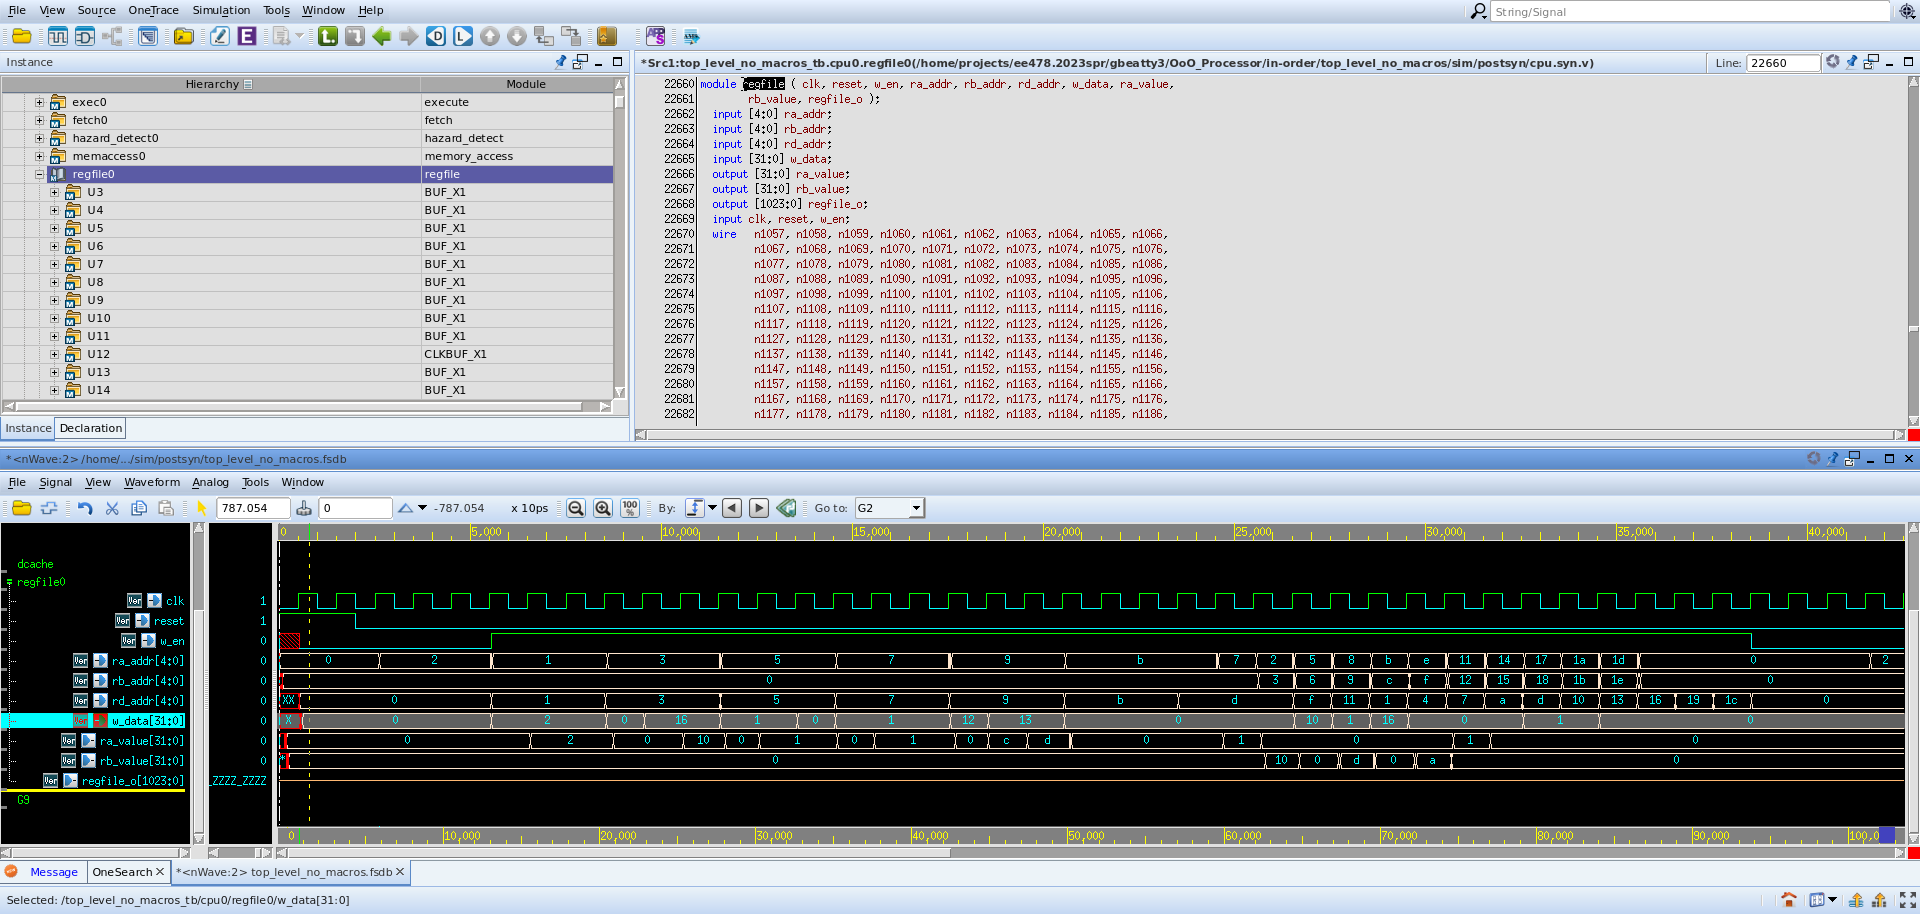 File View Source OneTrace Simulation Tools Window Help
String/Signal
Instance
*Src1:top_level_no_macros_tb.cpu0.regfile0(/home/projects/ee478.2023spr/gbeatty3/OoO_Processor/in-order/top_level_no_macros/sim/postsyn/cpu.syn.v)
Line: 22660
Hierarchy Module
exec0 execute
fetch0 fetch
hazard_detect0 hazard_detect
memaccess0 memory_access
regfile0 regfile
U3 BUF_X1
U4 BUF_X1
U5 BUF_X1
U6 BUF_X1
U7 BUF_X1
U8 BUF_X1
U9 BUF_X1
U10 BUF_X1
U11 BUF_X1
U12 CLKBUF_X1
U13 BUF_X1
U14 BUF_X1
Instance Declaration
22660 module regfile ( clk, reset, w_en, ra_addr, rb_addr, rd_addr, w_data, ra_value,
22661 rb_value, regfile_o );
22662 input [4:0] ra_addr;
22663 input [4:0] rb_addr;
22664 input [4:0] rd_addr;
22665 input [31:0] w_data;
22666 output [31:0] ra_value;
22667 output [31:0] rb_value;
22668 output [1023:0] regfile_o;
22669 input clk, reset, w_en;
22670 wire n1057, n1058, n1059, n1060, n1061, n1062, n1063, n1064, n1065, n1066,
22671 n1067, n1068, n1069, n1070, n1071, n1072, n1073, n1074, n1075, n1076,
22672 n1077, n1078, n1079, n1080, n1081, n1082, n1083, n1084, n1085, n1086,
22673 n1087, n1088, n1089, n1090, n1091, n1092, n1093, n1094, n1095, n1096,
22674 n1097, n1098, n1099, n1100, n1101, n1102, n1103, n1104, n1105, n1106,
22675 n1107, n1108, n1109, n1110, n1111, n1112, n1113, n1114, n1115, n1116,
22676 n1117, n1118, n1119, n1120, n1121, n1122, n1123, n1124, n1125, n1126,
22677 n1127, n1128, n1129, n1130, n1131, n1132, n1133, n1134, n1135, n1136,
22678 n1137, n1138, n1139, n1140, n1141, n1142, n1143, n1144, n1145, n1146,
22679 n1147, n1148, n1149, n1150, n1151, n1152, n1153, n1154, n1155, n1156,
22680 n1157, n1158, n1159, n1160, n1161, n1162, n1163, n1164, n1165, n1166,
22681 n1167, n1168, n1169, n1170, n1171, n1172, n1173, n1174, n1175, n1176,
22682 n1177, n1178, n1179, n1180, n1181, n1182, n1183, n1184, n1185, n1186,
*<nWave:2> /home/.../sim/postsyn/top_level_no_macros.fsdb
File Signal View Waveform Analog Tools Window
787.054 0 -787.054 x 10ps 100% By: Go to: G2
0 5,000 10,000 15,000 20,000 25,000 30,000 35,000 40,000
dcache
regfile0
clk 1
reset 1
w_en 0
ra_addr[4:0] 0 0 2 1 3 5 7 9 b 7 2 5 8 b e 11 14 17 1a 1d 0 2
rb_addr[4:0] 0 0 3 6 9 c f 12 15 18 1b 1e 0
rd_addr[4:0] 0 XX 0 1 3 5 7 9 b d f 11 1 4 7 a d 10 13 16 19 1c 0
w_data[31:0] 0 X 0 2 0 16 1 0 1 12 13 0 10 1 16 0 1 0
ra_value[31:0] 0 0 2 0 10 0 1 0 1 0 c d 0 1 0 1 0
rb_value[31:0] 0 * 0 10 0 d 0 a 0
regfile_o[1023:0] _ZZZZ_ZZZZ
G9
0 10,000 20,000 30,000 40,000 50,000 60,000 70,000 80,000 90,000 100,0
Message OneSearch *<nWave:2> top_level_no_macros.fsdb
Selected: /top_level_no_macros_tb/cpu0/regfile0/w_data[31:0]